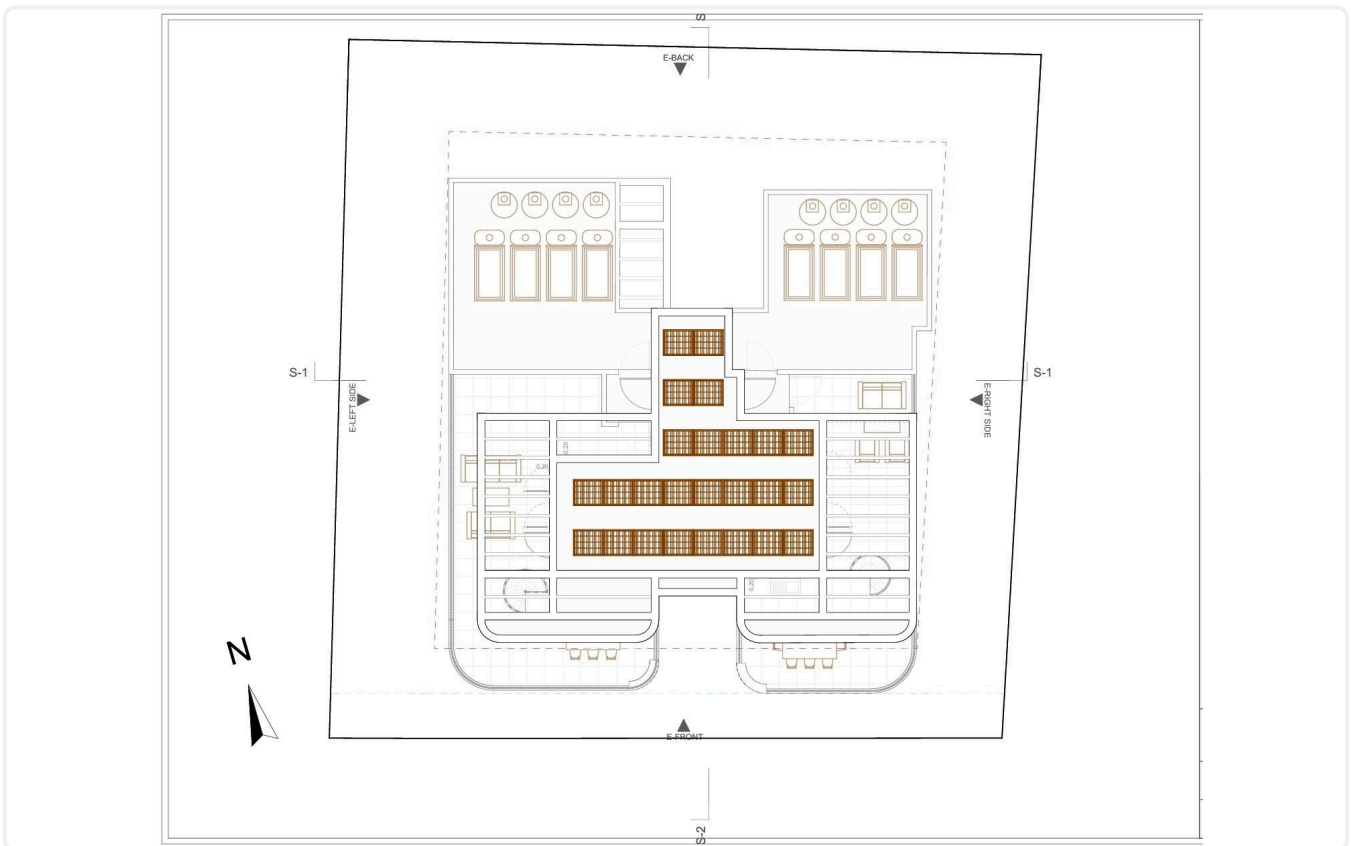 S
E-BACK
S-1
S-1
E-LEFT SIDE
E-RIGHT SIDE
0.20
0.20
0.20
N
E-FRONT
S-2